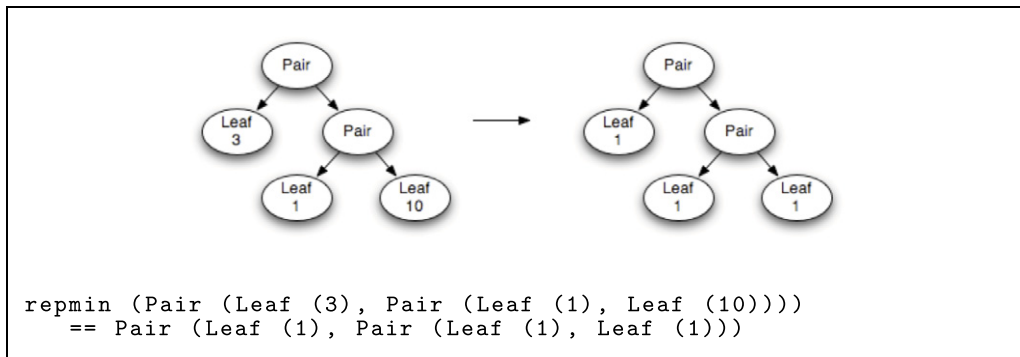 Pair
Pair
Leaf
3
Pair
Leaf
1
Pair
Leaf
1
Leaf
10
Leaf
1
Leaf
1
repmin (Pair (Leaf (3), Pair (Leaf (1), Leaf (10))))
== Pair (Leaf (1), Pair (Leaf (1), Leaf (1)))